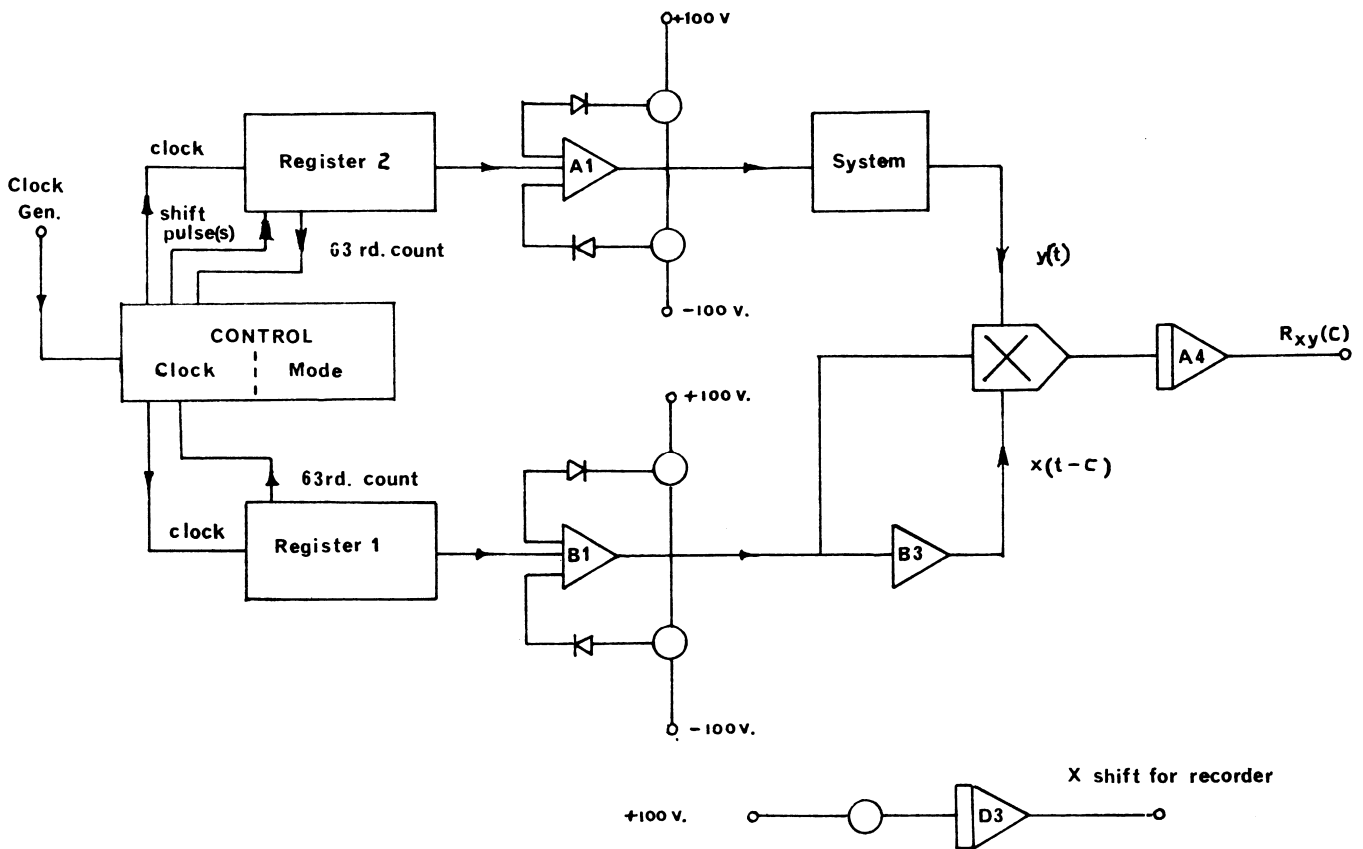 +100 V
clock
Register 2
A1
System
Clock
Gen.
shift
pulse(s)
63 rd. count
y(t)
-100 V.
CONTROL
Clock
Mode
A4
Rxy(C)
+100 V.
63rd. count
x(t-C)
clock
Register 1
B1
B3
-100 V.
X shift for recorder
+100 V.
D3